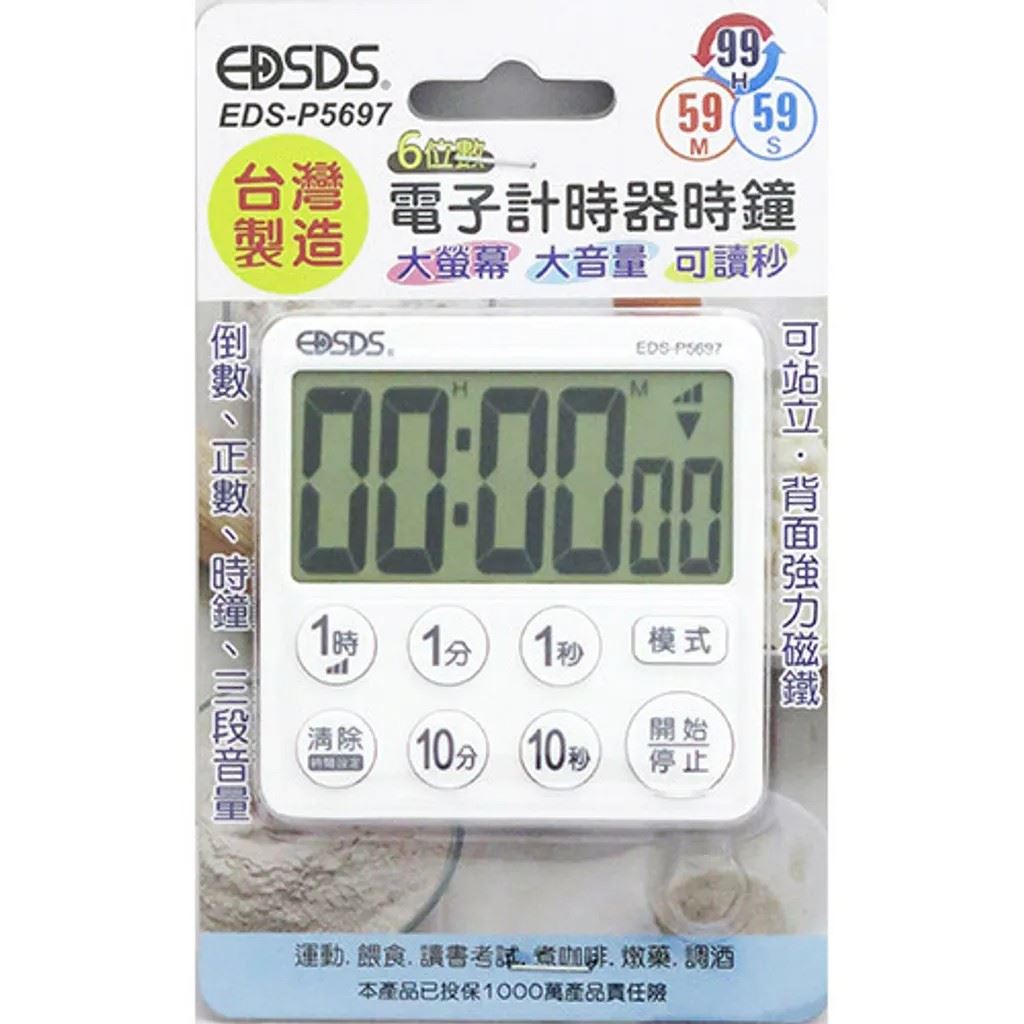 EDSDS®
EDS-P5697
99
H
59
M
59
S
6位數
電子計時器時鐘
台灣
製造
大螢幕 大音量 可讀秒
倒數、正數、時鐘、三段音量
可站立．背面強力磁鐵
EDSDS®
EDS-P5697
H
M
00:00 00
1時
1分
1秒
模式
清除
時間設定
10分
10秒
開始
停止
運動. 餵食. 讀書考試. 煮咖啡. 燉藥. 調酒
本產品已投保1000萬產品責任險